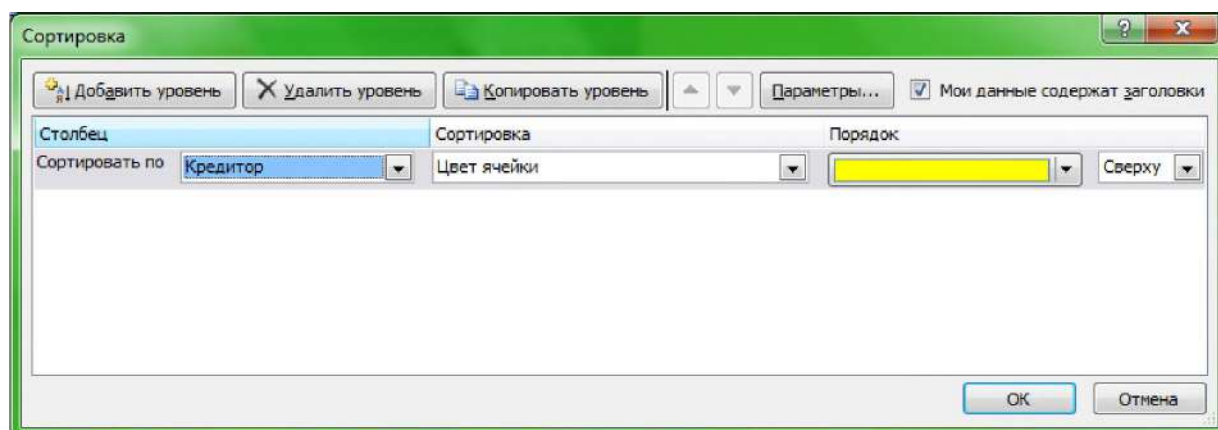 Сортировка
Добавить уровень Удалить уровень Копировать уровень Параметры... Мои данные содержат заголовки
Столбец Сортировка Порядок
Сортировать по Кредитор Цвет ячейки Сверху
ОК Отмена